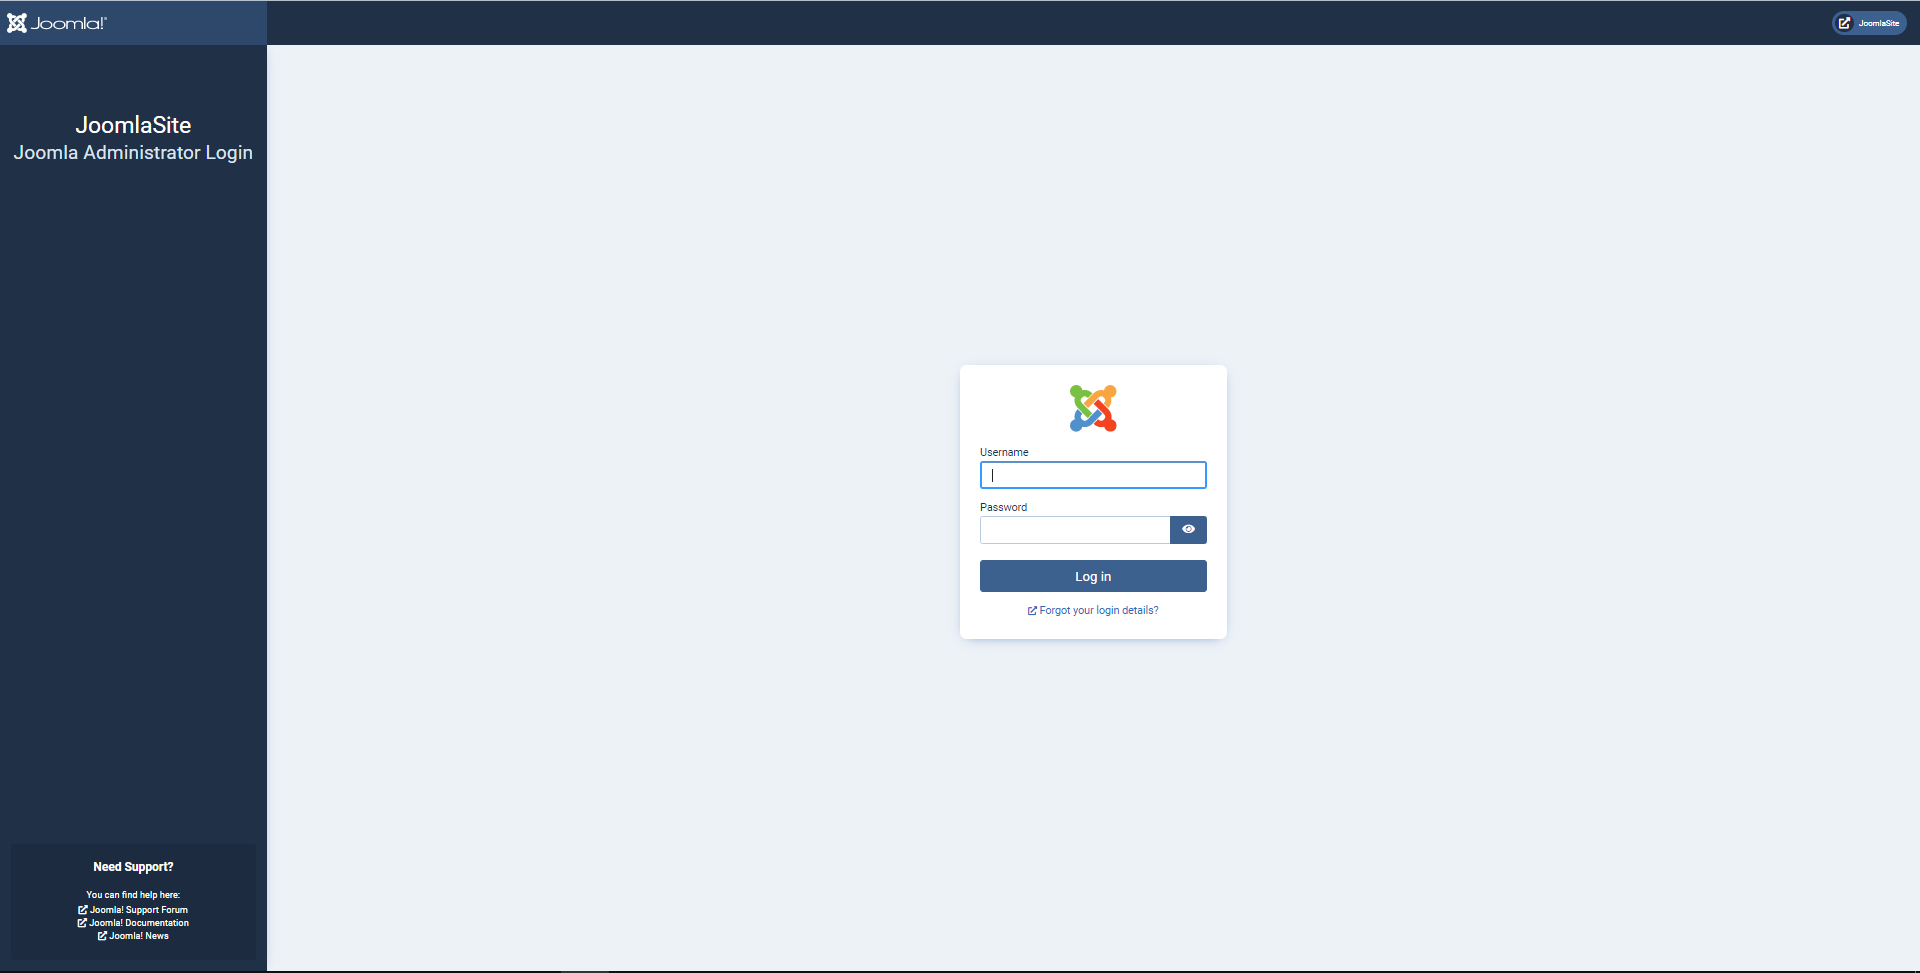 Joomla!®
JoomlaSite
JoomlaSite
Joomla Administrator Login
Username
Password
Log in
Forgot your login details?
Need Support?
You can find help here:
Joomla! Support Forum
Joomla! Documentation
Joomla! News